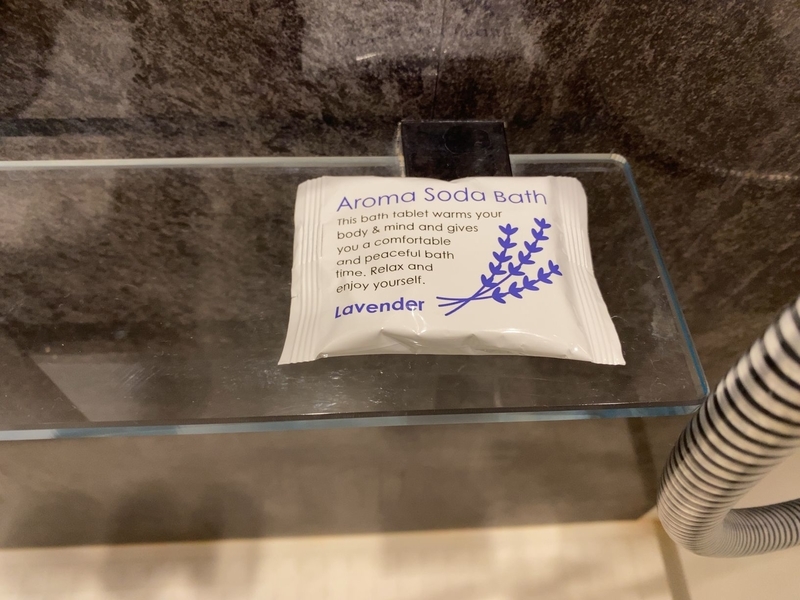 Aroma Soda Bath
This bath tablet warms your
body & mind and gives
you a comfortable
and peaceful bath
time. Relax and
enjoy yourself.
Lavender